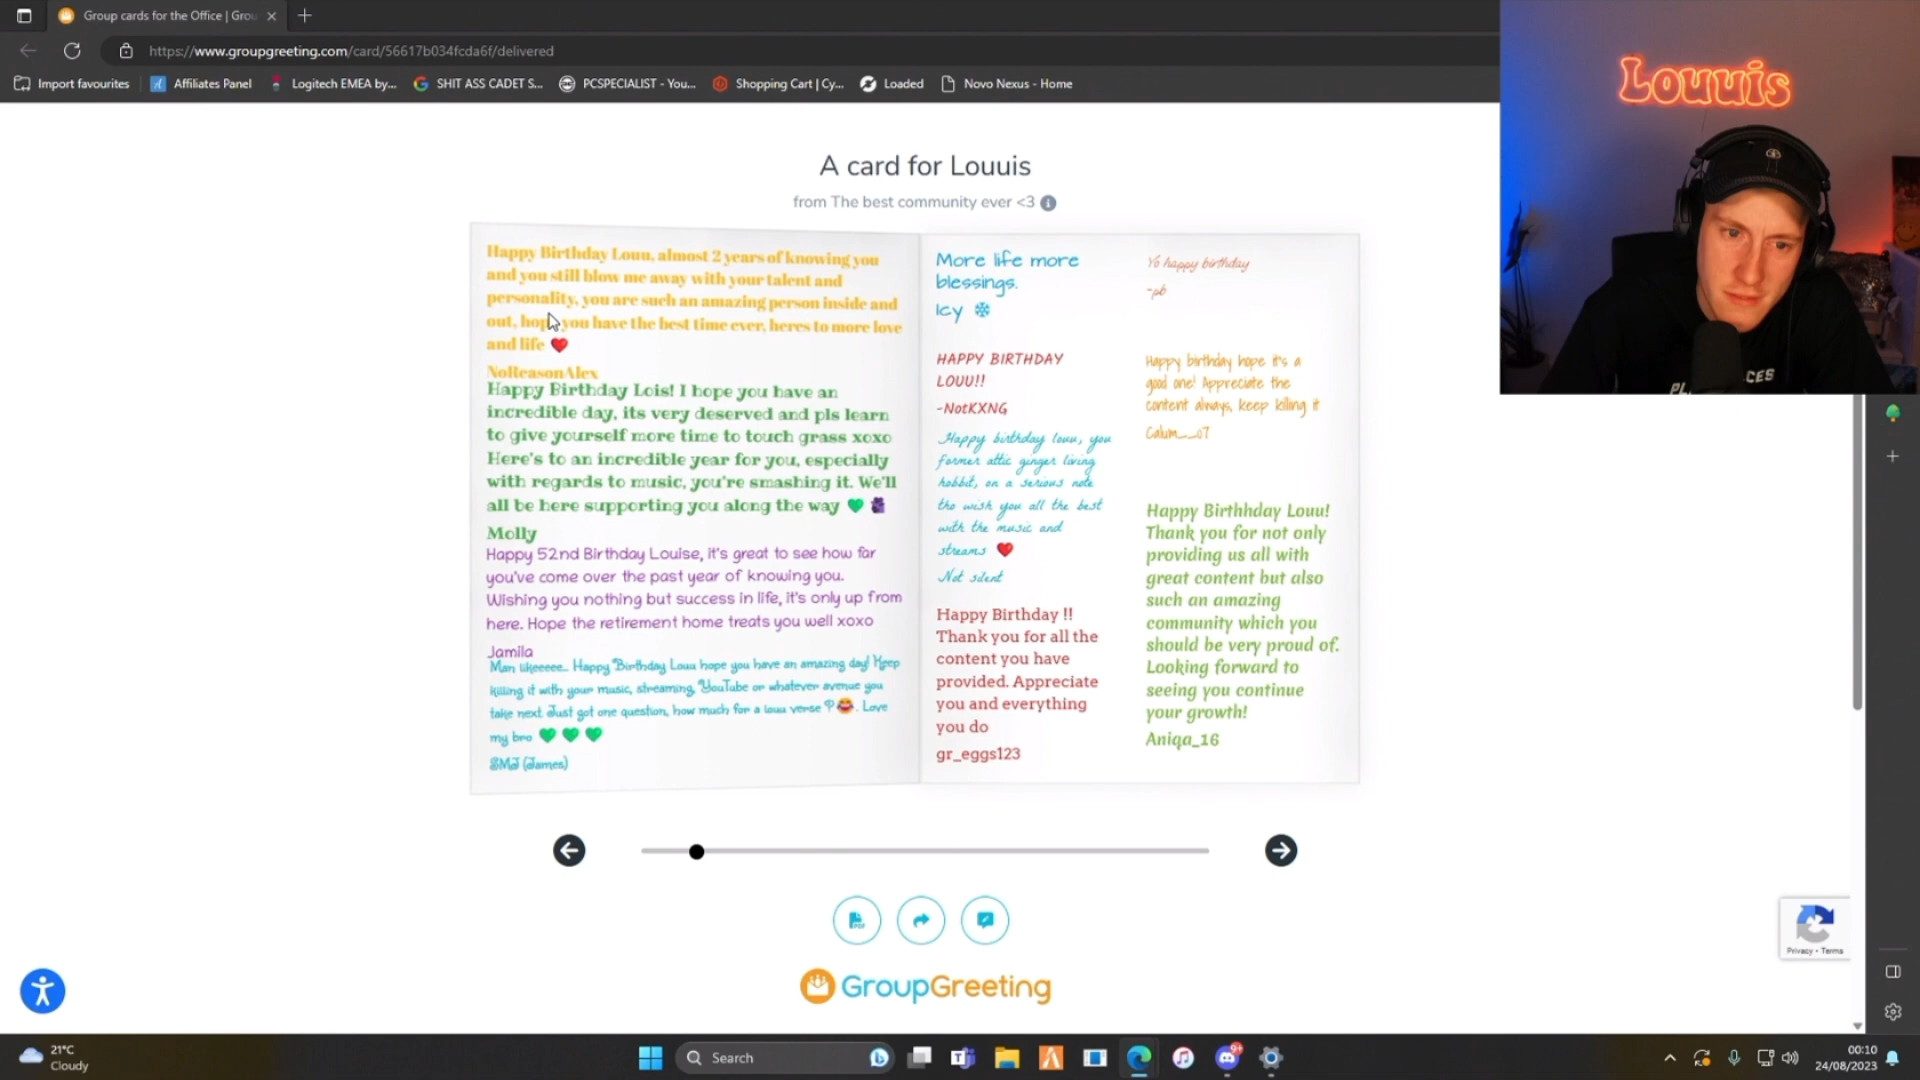 Group cards for the Office | Grou
https://www.groupgreeting.com/card/56617b034fcda6f/delivered
Import favourites
Affiliates Panel
Logitech EMEA by...
SHIT ASS CADET S...
PCSPECIALIST - You...
Shopping Cart | Cy...
Loaded
Novo Nexus - Home
Louuis
A card for Louuis
from The best community ever <3
Happy Birthday Louu, almost 2 years of knowing you
and you still blow me away with your talent and
personality, you are such an amazing person inside and
out, hope you have the best time ever, heres to more love
and life ❤️
NoReasonAlex
Happy Birthday Lois! I hope you have an
incredible day, its very deserved and pls learn
to give yourself more time to touch grass xoxo
Here's to an incredible year for you, especially
with regards to music, you're smashing it. We'll
all be here supporting you along the way 💚
Molly
Happy 52nd Birthday Louise, it's great to see how far
you've come over the past year of knowing you.
Wishing you nothing but success in life, it's only up from
here. Hope the retirement home treats you well xoxo
Jamila
Man likeeeee... Happy Birthday Louu hope you have an amazing day! Keep
killing it with your music, streaming, YouTube or whatever avenue you
take next. Just got one question, how much for a louu verse ?😂. Love
my bro 💚 💚 💚
SMJ (James)
More life more
blessings.
Icy ❄
HAPPY BIRTHDAY
LOUU!!
-NotKXNG
Happy birthday louu, you
former attic ginger living
hobbit, on a serious note
tho wish you all the best
with the music and
streams ❤️
Not silent
Happy Birthday !!
Thank you for all the
content you have
provided. Appreciate
you and everything
you do
gr_eggs123
Yo happy birthday
-pb
Happy birthday hope it's a
good one! Appreciate the
content always, keep killing it
Calum__07
Happy Birthhday Louu!
Thank you for not only
providing us all with
great content but also
such an amazing
community which you
should be very proud of.
Looking forward to
seeing you continue
your growth!
Aniqa_16
GroupGreeting
Privacy - Terms
21°C
Cloudy
Search
9+
00:10
24/08/2023